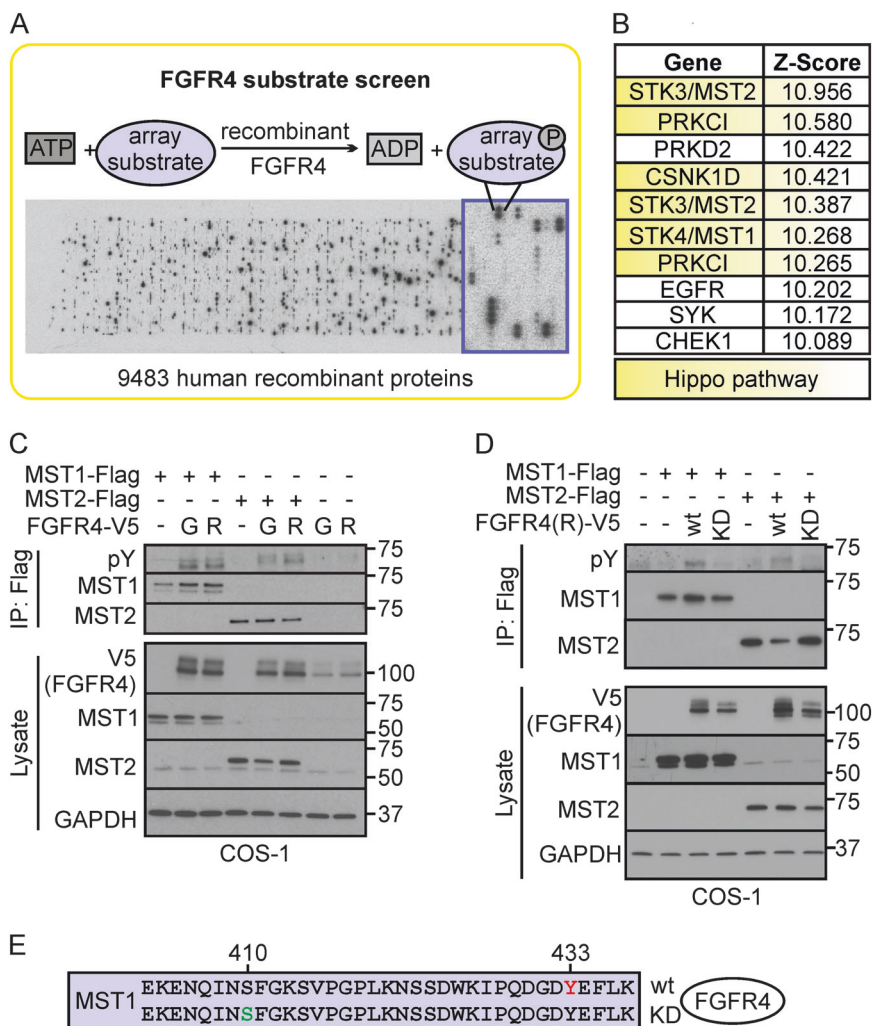 A
FGFR4 substrate screen
ATP + array substrate recombinant FGFR4 ADP + array substrate P
9483 human recombinant proteins
B
Gene Z-Score
STK3/MST2 10.956
PRKCI 10.580
PRKD2 10.422
CSNK1D 10.421
STK3/MST2 10.387
STK4/MST1 10.268
PRKCI 10.265
EGFR 10.202
SYK 10.172
CHEK1 10.089
Hippo pathway
C
MST1-Flag + + + - - - - -
MST2-Flag - - - + + + - -
FGFR4-V5 - G R - G R G R
IP: Flag
pY 75
MST1 75
MST2 75
Lysate
V5 (FGFR4) 100
MST1 75 50
MST2 75 50
GAPDH 37
COS-1
D
MST1-Flag - + + + - - -
MST2-Flag - - - - + + +
FGFR4(R)-V5 - - wt KD - wt KD
IP: Flag
pY 75
MST1 75
MST2 75
Lysate
V5 (FGFR4) 100
MST1 75 50
MST2 75
GAPDH 37
COS-1
E
410 433
MST1 EKENQINSFGKSVPGPLKNSSDWKIPQDGDYEFLK wt
EKENQINSFGKSVPGPLKNSSDWKIPQDGDYEFLK KD
FGFR4